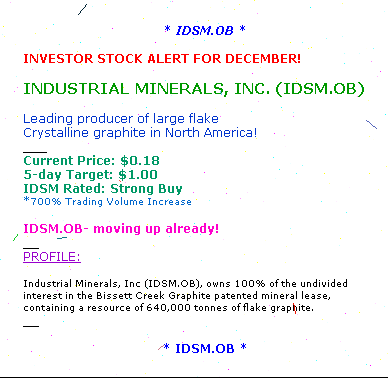 * IDSM.OB *
INVESTOR STOCK ALERT FOR DECEMBER!
INDUSTRIAL MINERALS, INC. (IDSM.OB)
Leading producer of large flake
Crystalline graphite in North America!
Current Price: $0.18
5-day Target: $1.00
IDSM Rated: Strong Buy
*700% Trading Volume Increase
IDSM.OB- moving up already!
PROFILE:
Industrial Minerals, Inc (IDSM.OB), owns 100% of the undivided
interest in the Bissett Creek Graphite patented mineral lease,
containing a resource of 640,000 tonnes of flake graphite.
* IDSM.OB *